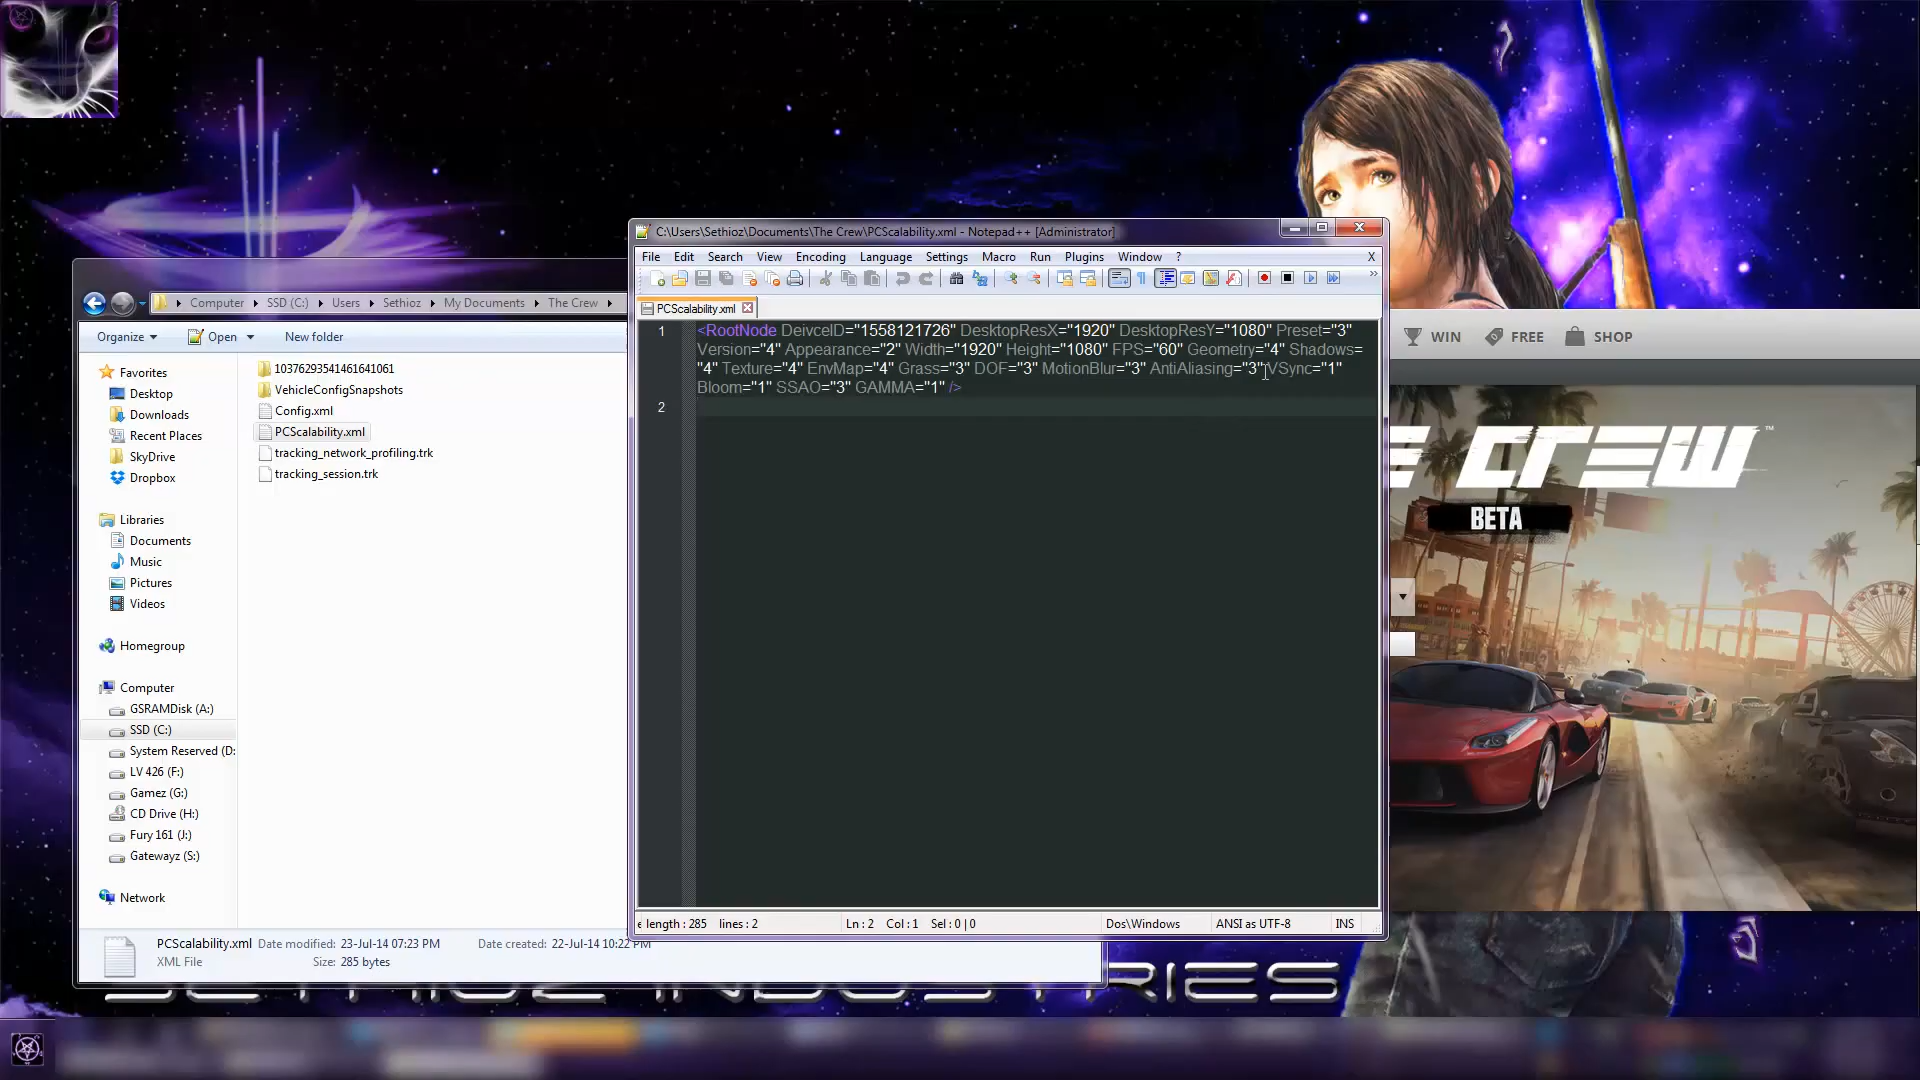 C:\Users\Sethioz\Documents\The Crew\PCScalability.xml - Notepad++ [Administrator]
File Edit Search View Encoding Language Settings Macro Run Plugins Window ? X
PCScalability.xml
1 <RootNode DeivceID="1558121726" DesktopResX="1920" DesktopResY="1080" Preset="3"
Version="4" Appearance="2" Width="1920" Height="1080" FPS="60" Geometry="4" Shadows=
"4" Texture="4" EnvMap="4" Grass="3" DOF="3" MotionBlur="3" AntiAliasing="3" VSync="1"
Bloom="1" SSAO="3" GAMMA="1" />
2
length : 285 lines : 2 Ln : 2 Col : 1 Sel : 0 | 0 Dos\Windows ANSI as UTF-8 INS
Computer SSD (C:) Users Sethioz My Documents The Crew
Organize Open New folder
Favorites
Desktop
Downloads
Recent Places
SkyDrive
Dropbox
Libraries
Documents
Music
Pictures
Videos
Homegroup
Computer
GSRAMDisk (A:)
SSD (C:)
System Reserved (D:
LV 426 (F:)
Gamez (G:)
CD Drive (H:)
Fury 161 (J:)
Gatewayz (S:)
Network
10376293541461641061
VehicleConfigSnapshots
Config.xml
PCScalability.xml
tracking_network_profiling.trk
tracking_session.trk
PCScalability.xml Date modified: 23-Jul-14 07:23 PM Date created: 22-Jul-14 10:22 PM
XML File Size: 285 bytes
WIN FREE SHOP
E CREW™
BETA